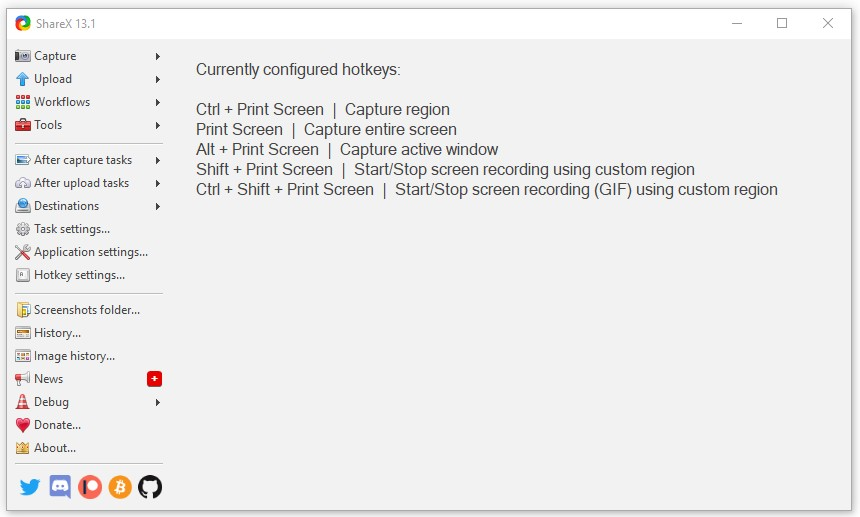 ShareX 13.1
Capture
Upload
Workflows
Tools
After capture tasks
After upload tasks
Destinations
Task settings...
Application settings...
Hotkey settings...
Screenshots folder...
History...
Image history...
News
Debug
Donate...
About...
Currently configured hotkeys:
Ctrl + Print Screen | Capture region
Print Screen | Capture entire screen
Alt + Print Screen | Capture active window
Shift + Print Screen | Start/Stop screen recording using custom region
Ctrl + Shift + Print Screen | Start/Stop screen recording (GIF) using custom region